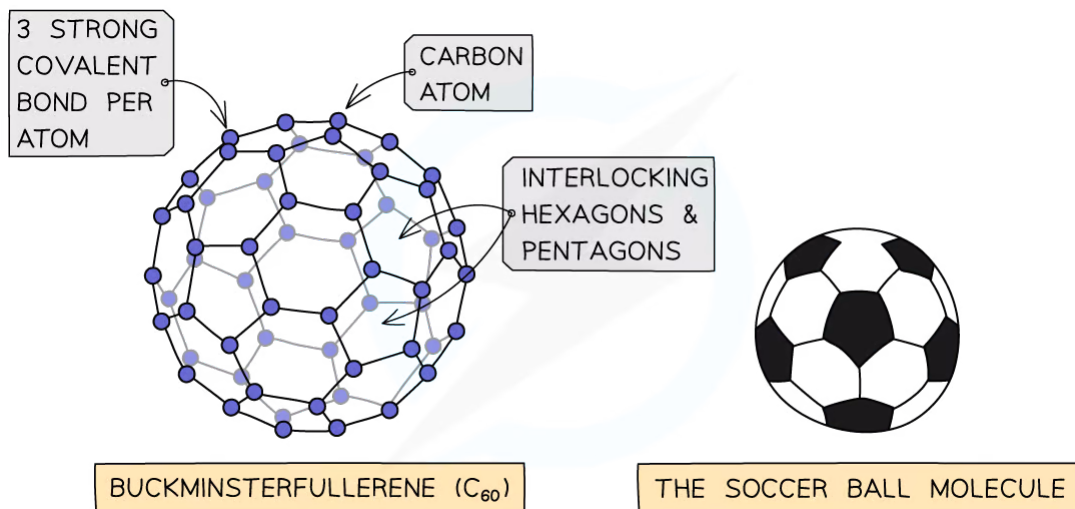 3 STRONG
COVALENT
BOND PER
ATOM
CARBON
ATOM
INTERLOCKING
HEXAGONS &
PENTAGONS
BUCKMINSTERFULLERENE (C₆₀)
THE SOCCER BALL MOLECULE